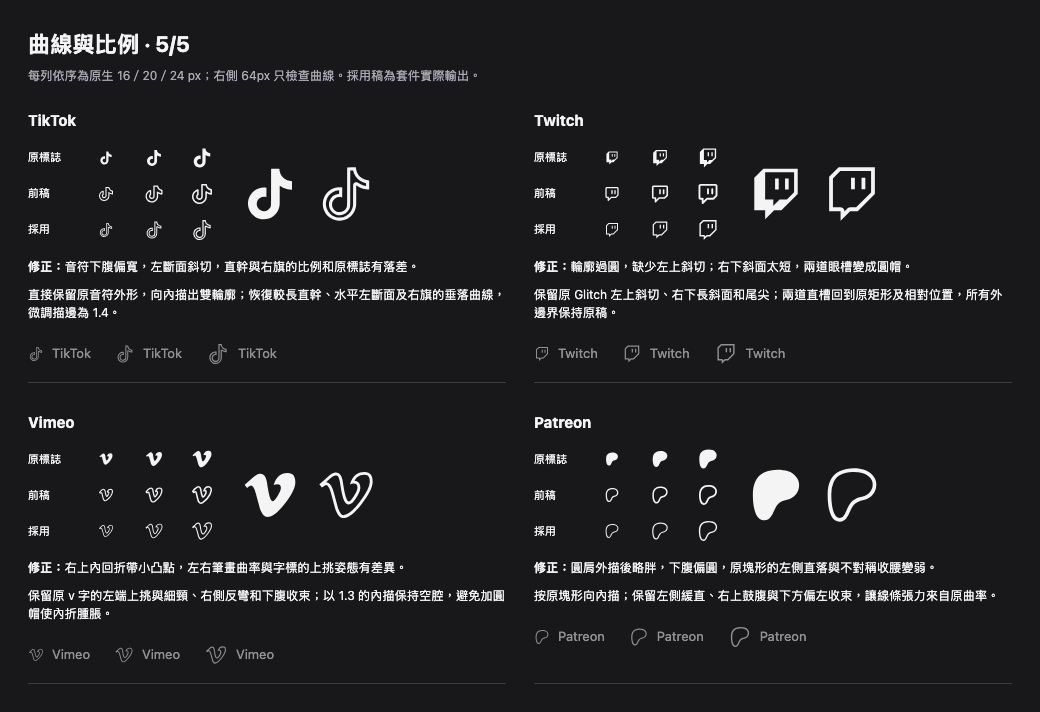 曲線與比例 · 5/5
每列依序為原生 16 / 20 / 24 px；右側 64px 只檢查曲線。採用稿為套件實際輸出。
TikTok
原標誌
前稿
採用
修正：音符下腹偏寬，左斷面斜切，直幹與右旗的比例和原標誌有落差。
直接保留原音符外形，向內描出雙輪廓；恢復較長直幹、水平左斷面及右旗的垂落曲線，
微調描邊為 1.4。
TikTok TikTok TikTok
Twitch
原標誌
前稿
採用
修正：輪廓過圓，缺少左上斜切；右下斜面太短，兩道眼槽變成圓帽。
保留原 Glitch 左上斜切、右下長斜面和尾尖；兩道直槽回到原矩形及相對位置，所有外
邊界保持原稿。
Twitch Twitch Twitch
Vimeo
原標誌
前稿
採用
修正：右上內回折帶小凸點，左右筆畫曲率與字標的上挑姿態有差異。
保留原 v 字的左端上挑與細頸、右側反彎和下腹收束；以 1.3 的內描保持空腔，避免加圓
帽使內折腫脹。
Vimeo Vimeo Vimeo
Patreon
原標誌
前稿
採用
修正：圓肩外描後略胖，下腹偏圓，原塊形的左側直落與不對稱收腰變弱。
按原塊形向內描；保留左側緩直、右上鼓腹與下方偏左收束，讓線條張力來自原曲率。
Patreon Patreon Patreon